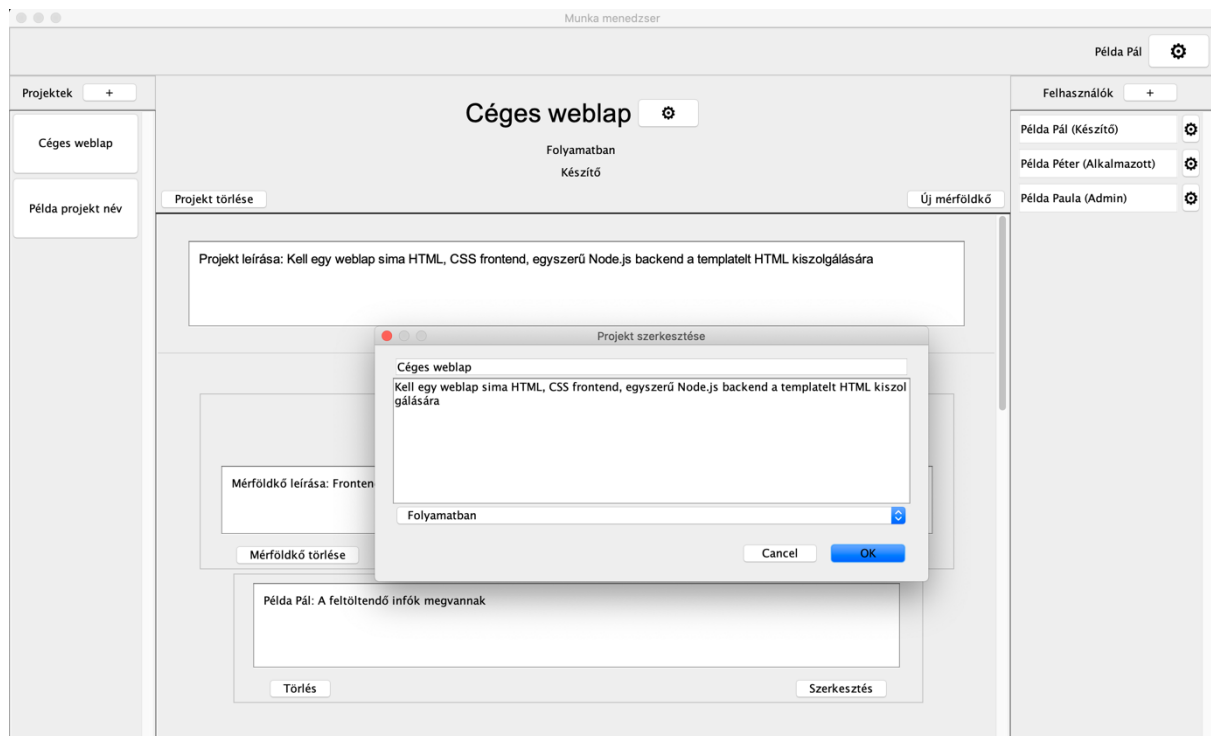 Munka menedzser
Példa Pál
Projektek +
Céges weblap
Példa projekt név
Céges weblap
Folyamatban
Készítő
Projekt törlése
Új mérföldkő
Projekt leírása: Kell egy weblap sima HTML, CSS frontend, egyszerű Node.js backend a templatelt HTML kiszolgálására
Mérföldkő leírása: Fronten
Mérföldkő törlése
Példa Pál: A feltöltendő infók megvannak
Törlés
Szerkesztés
Projekt szerkesztése
Céges weblap
Kell egy weblap sima HTML, CSS frontend, egyszerű Node.js backend a templatelt HTML kiszol
gálására
Folyamatban
Cancel
OK
Felhasználók +
Példa Pál (Készítő)
Példa Péter (Alkalmazott)
Példa Paula (Admin)